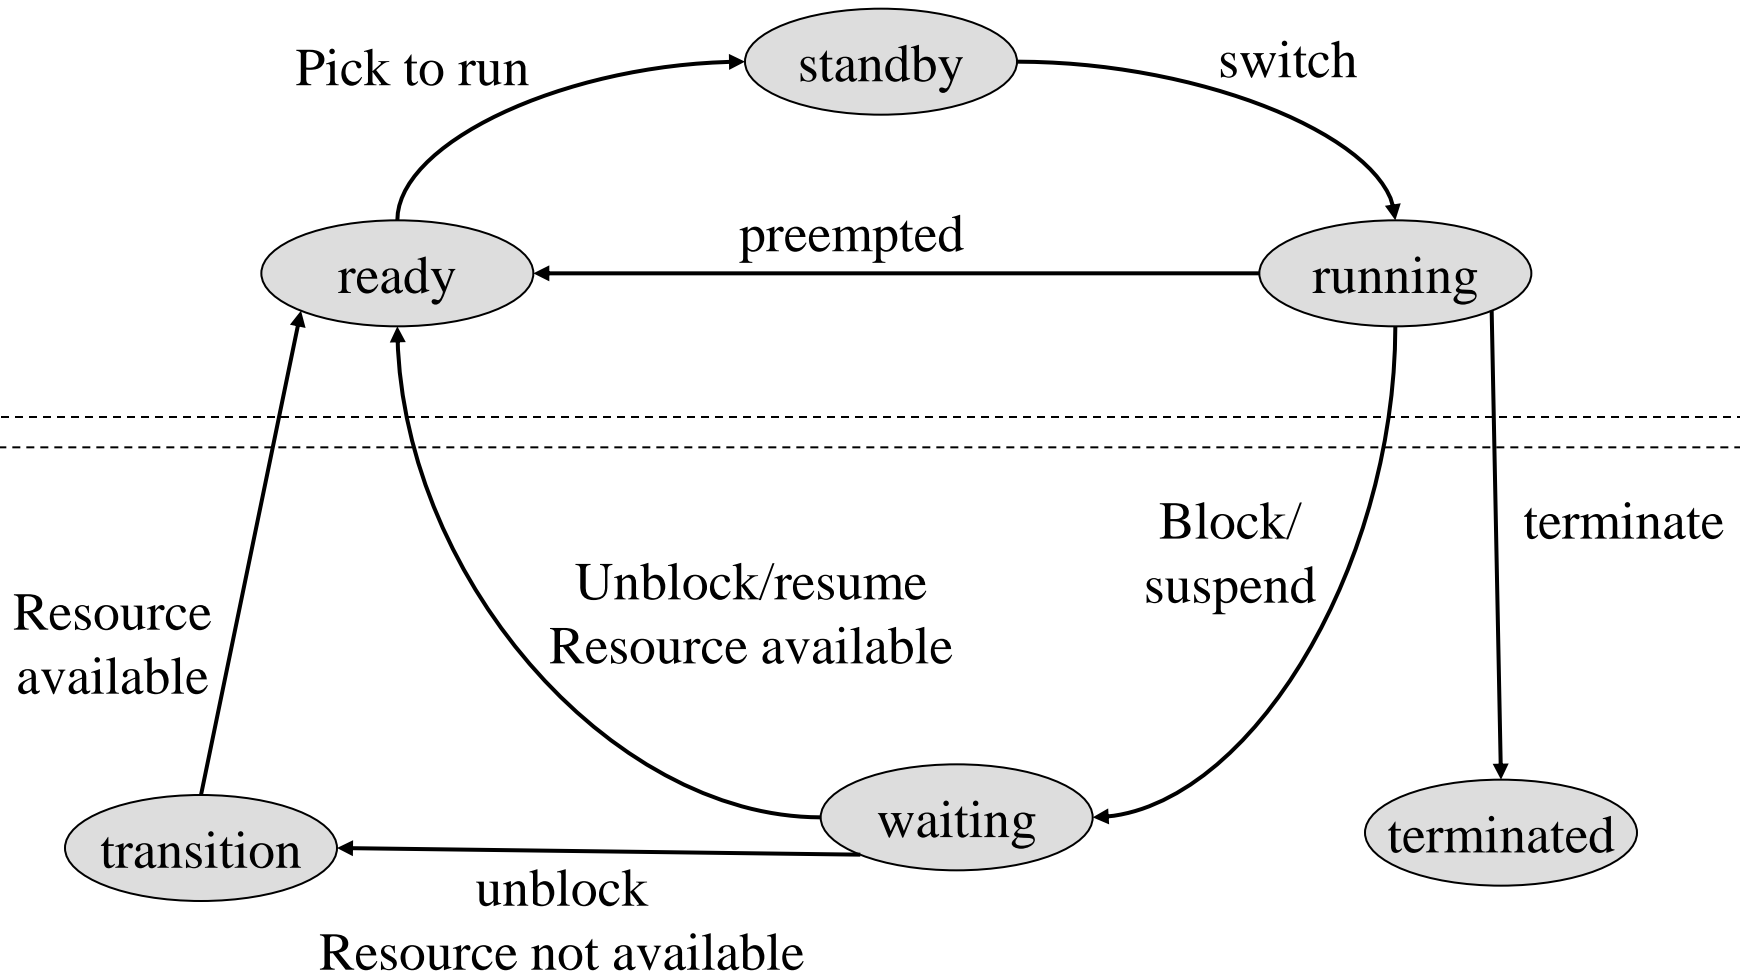 Pick to run
standby
switch
preempted
ready
running
Block/
suspend
terminate
Unblock/resume
Resource available
Resource
available
waiting
transition
terminated
unblock
Resource not available